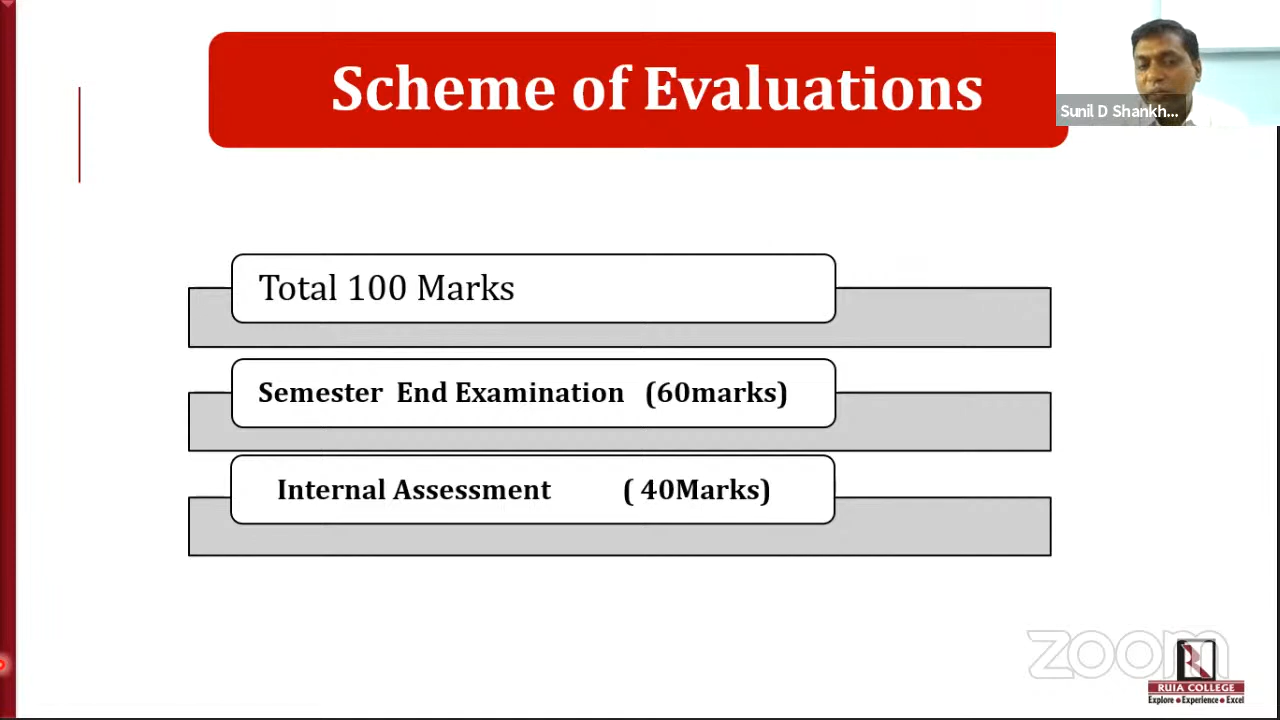 Scheme of Evaluations
Sunil D Shankh...
Total 100 Marks
Semester  End Examination   (60marks)
Internal Assessment         ( 40Marks)
zoom
RUIA COLLEGE
Explore ● Experience ● Excel